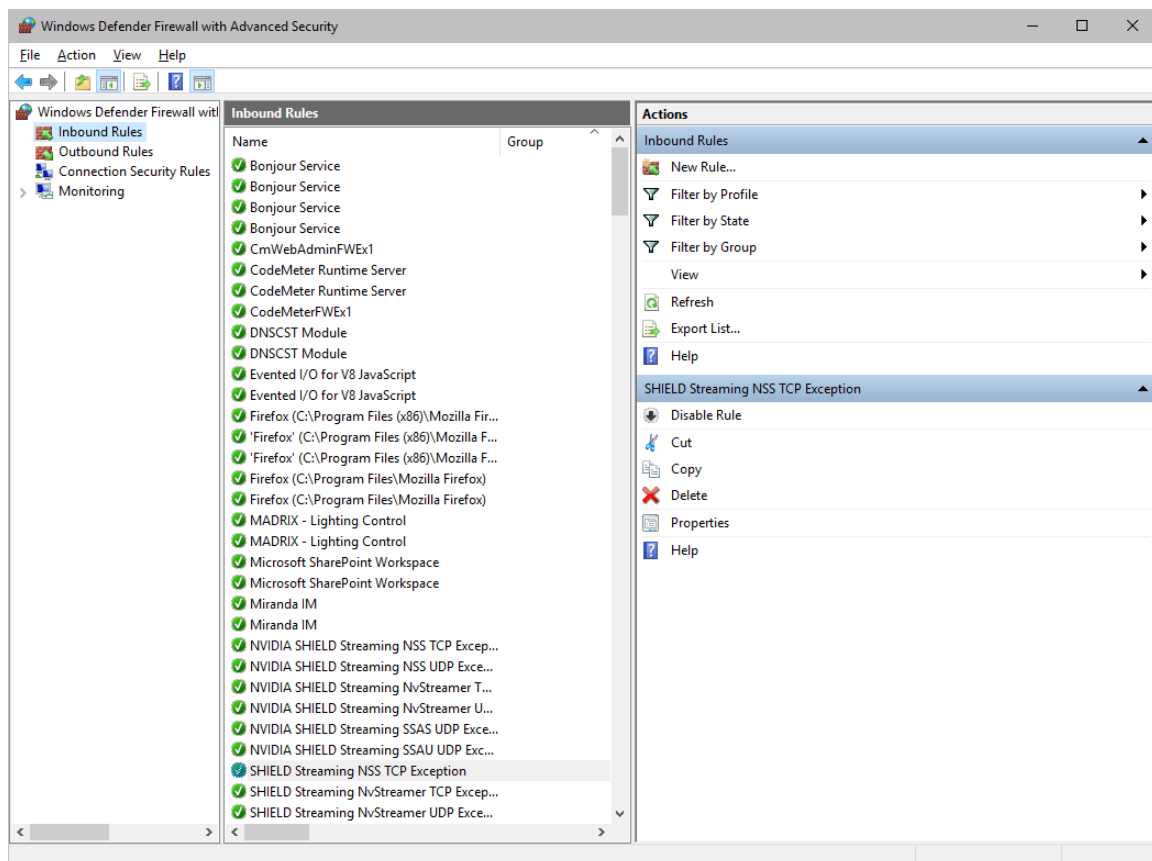 Windows Defender Firewall with Advanced Security
File Action View Help
Windows Defender Firewall witl
Inbound Rules
Outbound Rules
Connection Security Rules
Monitoring
Inbound Rules
Name Group
Bonjour Service
Bonjour Service
Bonjour Service
Bonjour Service
CmWebAdminFWEx1
CodeMeter Runtime Server
CodeMeter Runtime Server
CodeMeterFWEx1
DNSCST Module
DNSCST Module
Evented I/O for V8 JavaScript
Evented I/O for V8 JavaScript
Firefox (C:\Program Files (x86)\Mozilla Fir...
'Firefox' (C:\Program Files (x86)\Mozilla F...
'Firefox' (C:\Program Files (x86)\Mozilla F...
Firefox (C:\Program Files\Mozilla Firefox)
Firefox (C:\Program Files\Mozilla Firefox)
MADRIX - Lighting Control
MADRIX - Lighting Control
Microsoft SharePoint Workspace
Microsoft SharePoint Workspace
Miranda IM
Miranda IM
NVIDIA SHIELD Streaming NSS TCP Excep...
NVIDIA SHIELD Streaming NSS UDP Exce...
NVIDIA SHIELD Streaming NvStreamer T...
NVIDIA SHIELD Streaming NvStreamer U...
NVIDIA SHIELD Streaming SSAS UDP Exce...
NVIDIA SHIELD Streaming SSAU UDP Exc...
SHIELD Streaming NSS TCP Exception
SHIELD Streaming NvStreamer TCP Excep...
SHIELD Streaming NvStreamer UDP Exce...
Actions
Inbound Rules
New Rule...
Filter by Profile
Filter by State
Filter by Group
View
Refresh
Export List...
Help
SHIELD Streaming NSS TCP Exception
Disable Rule
Cut
Copy
Delete
Properties
Help